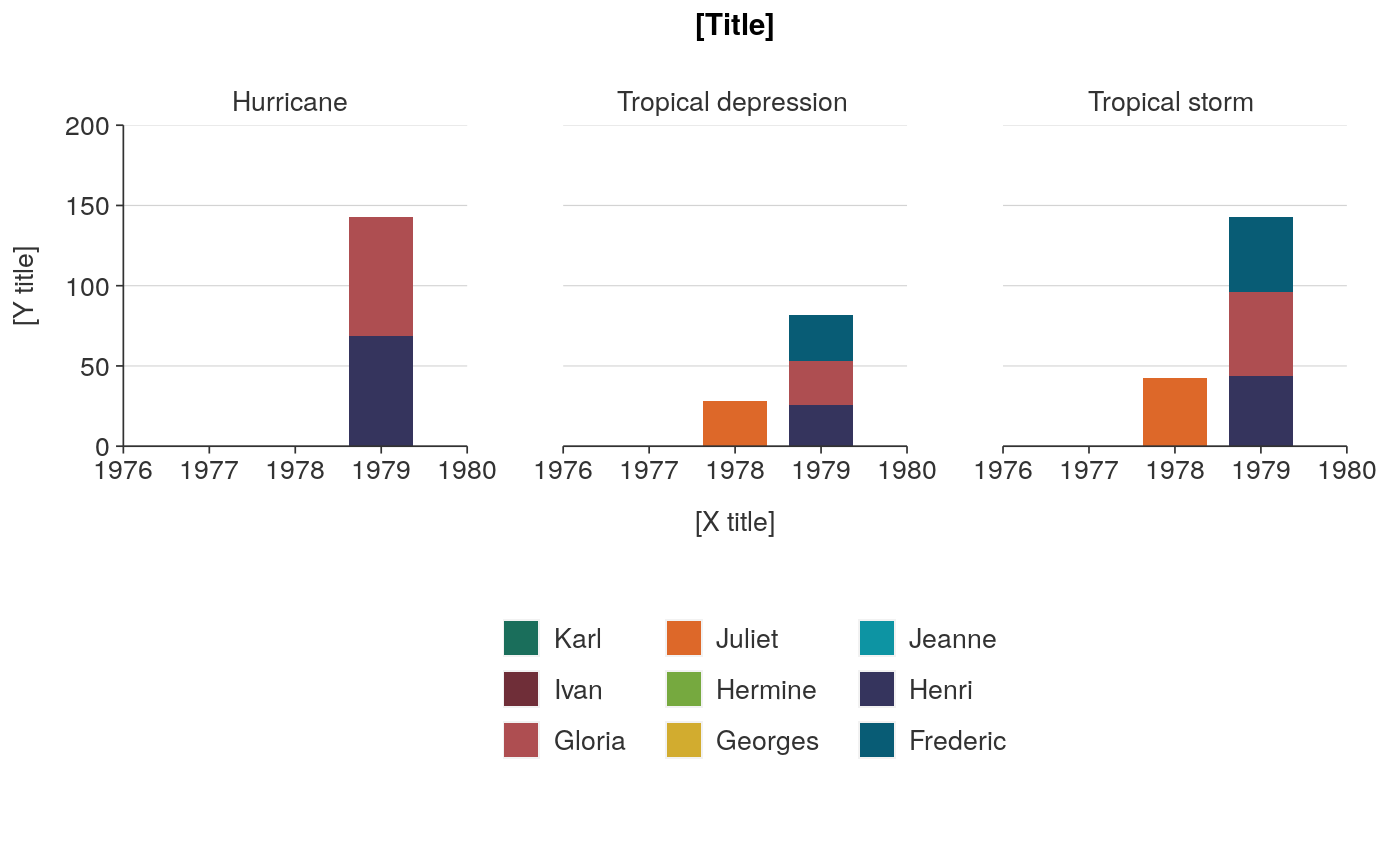 [Title]
Hurricane
Tropical depression
Tropical storm
200
150
100
50
0
[Y title]
1976 1977 1978 1979 1980
1976 1977 1978 1979 1980
1976 1977 1978 1979 1980
[X title]
Karl Juliet Jeanne
Ivan Hermine Henri
Gloria Georges Frederic